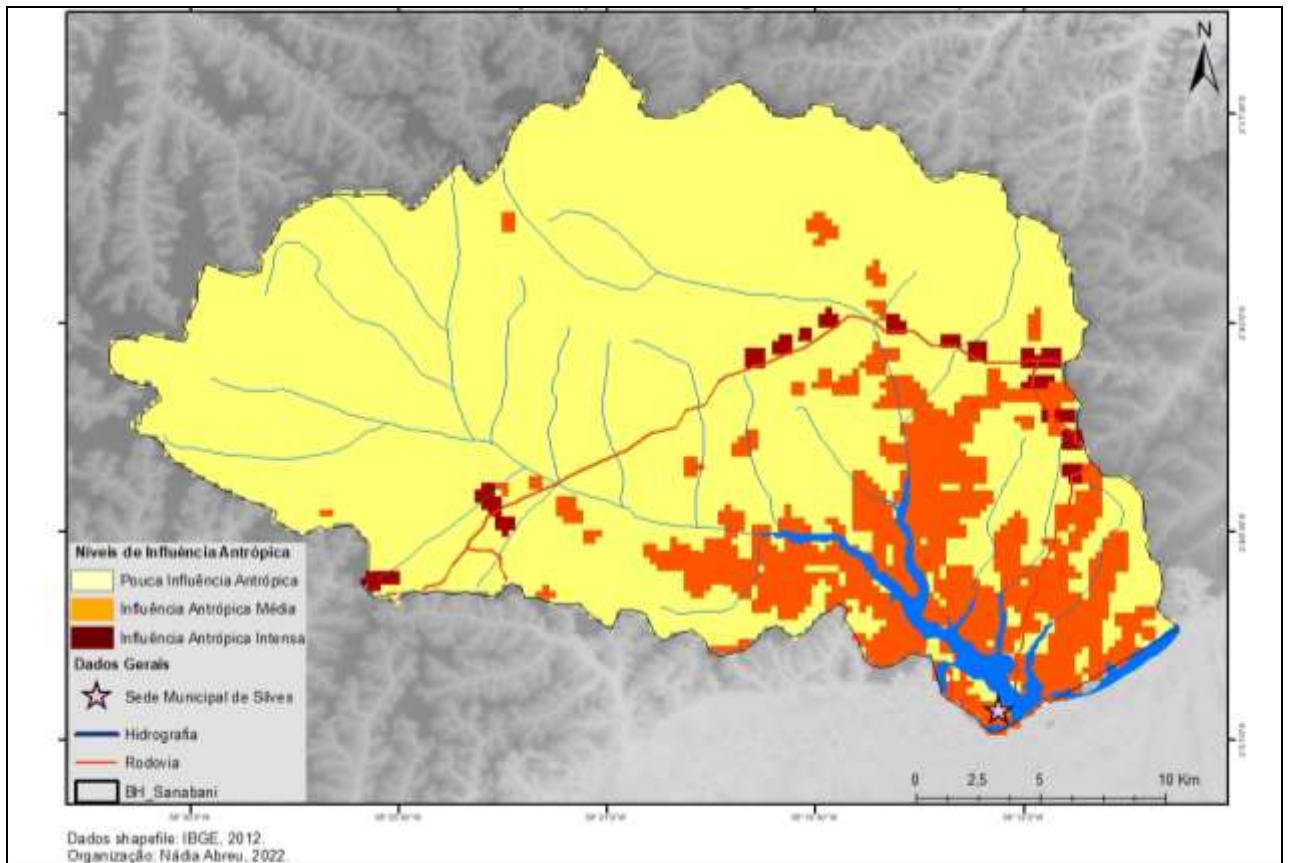 N
Níveis de Influência Antrópica
Pouca Influência Antrópica
Influência Antrópica Média
Influência Antrópica Intensa
Dados Gerais
Sede Municipal de Silves
Hidrografia
Rodovia
BH_Sanabani
0 2,5 5 10 Km
Dados shapefile: IBGE, 2012.
Organização: Nádia Abreu, 2022.